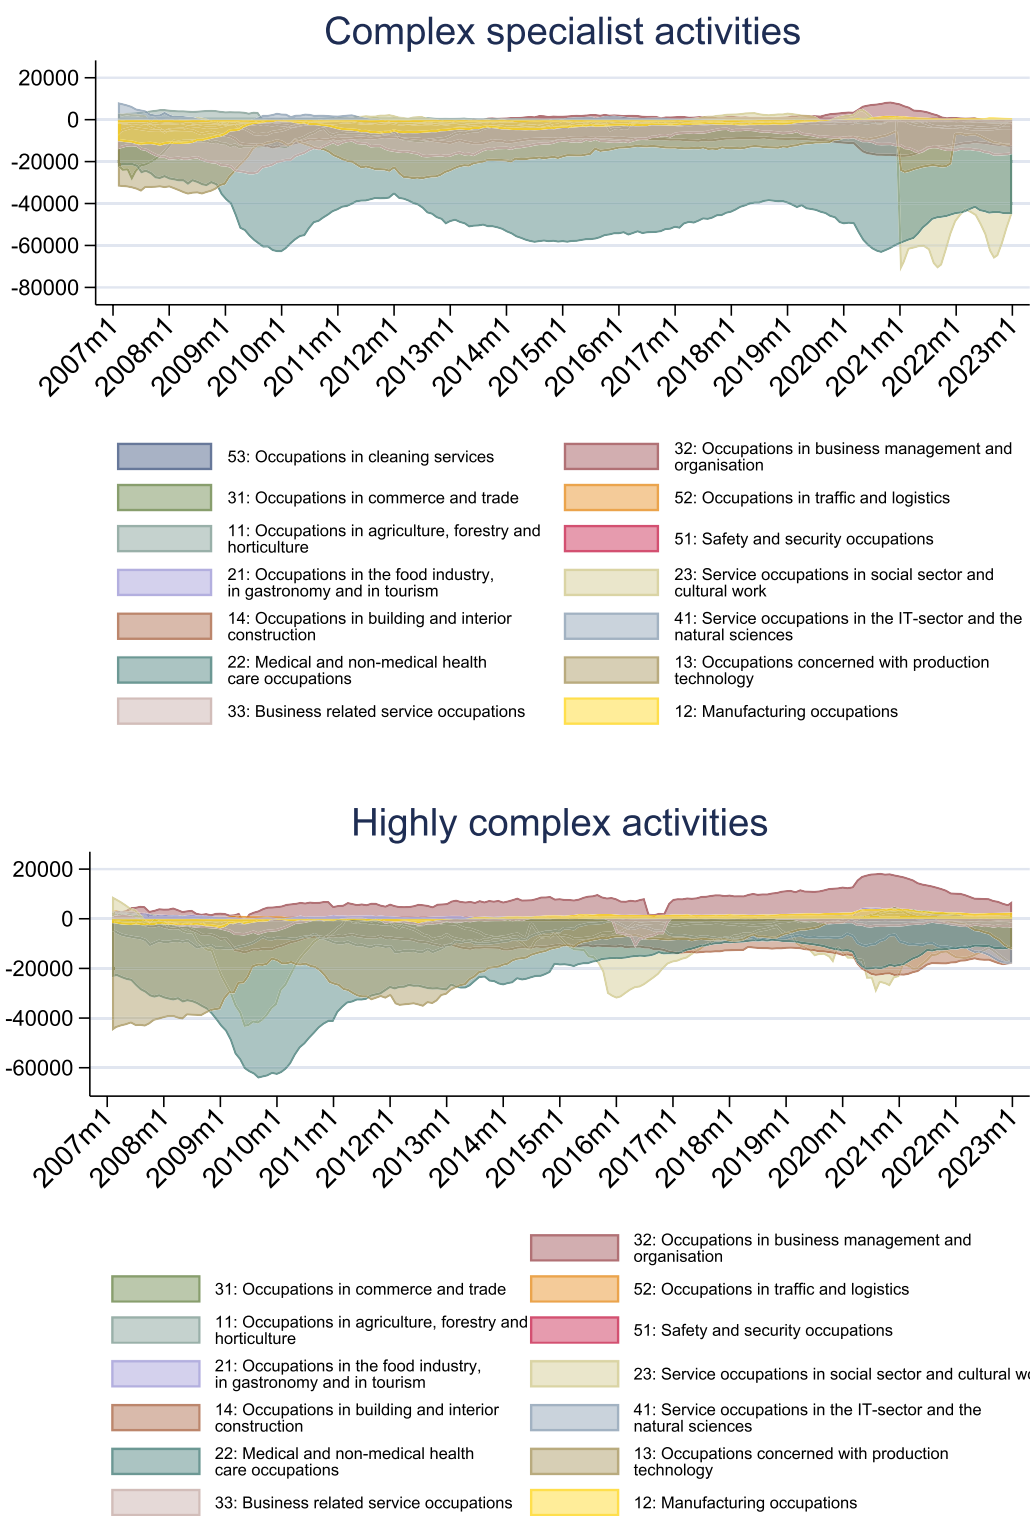 Complex specialist activities
20000
0
-20000
-40000
-60000
-80000
2007m1
2008m1
2009m1
2010m1
2011m1
2012m1
2013m1
2014m1
2015m1
2016m1
2017m1
2018m1
2019m1
2020m1
2021m1
2022m1
2023m1
53: Occupations in cleaning services
32: Occupations in business management and
organisation
31: Occupations in commerce and trade
52: Occupations in traffic and logistics
11: Occupations in agriculture, forestry and
horticulture
51: Safety and security occupations
21: Occupations in the food industry,
in gastronomy and in tourism
23: Service occupations in social sector and
cultural work
14: Occupations in building and interior
construction
41: Service occupations in the IT-sector and the
natural sciences
22: Medical and non-medical health
care occupations
13: Occupations concerned with production
technology
33: Business related service occupations
12: Manufacturing occupations
Highly complex activities
20000
0
-20000
-40000
-60000
2007m1
2008m1
2009m1
2010m1
2011m1
2012m1
2013m1
2014m1
2015m1
2016m1
2017m1
2018m1
2019m1
2020m1
2021m1
2022m1
2023m1
32: Occupations in business management and
organisation
31: Occupations in commerce and trade
52: Occupations in traffic and logistics
11: Occupations in agriculture, forestry and
horticulture
51: Safety and security occupations
21: Occupations in the food industry,
in gastronomy and in tourism
23: Service occupations in social sector and cultural
14: Occupations in building and interior
construction
41: Service occupations in the IT-sector and the
natural sciences
22: Medical and non-medical health
care occupations
13: Occupations concerned with production
technology
33: Business related service occupations
12: Manufacturing occupations